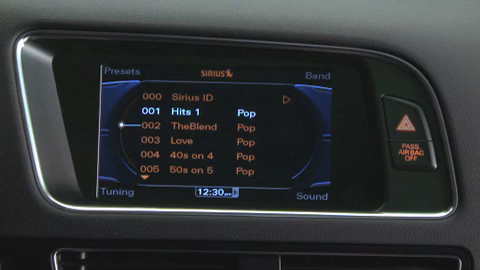 Presets SIRIUS Band
000 Sirius ID
001 Hits 1 Pop
002 TheBlend Pop
003 Love Pop
004 40s on 4 Pop
005 50s on 5 Pop
Tuning 12:30 Sound
PASS
AIR BAG
OFF